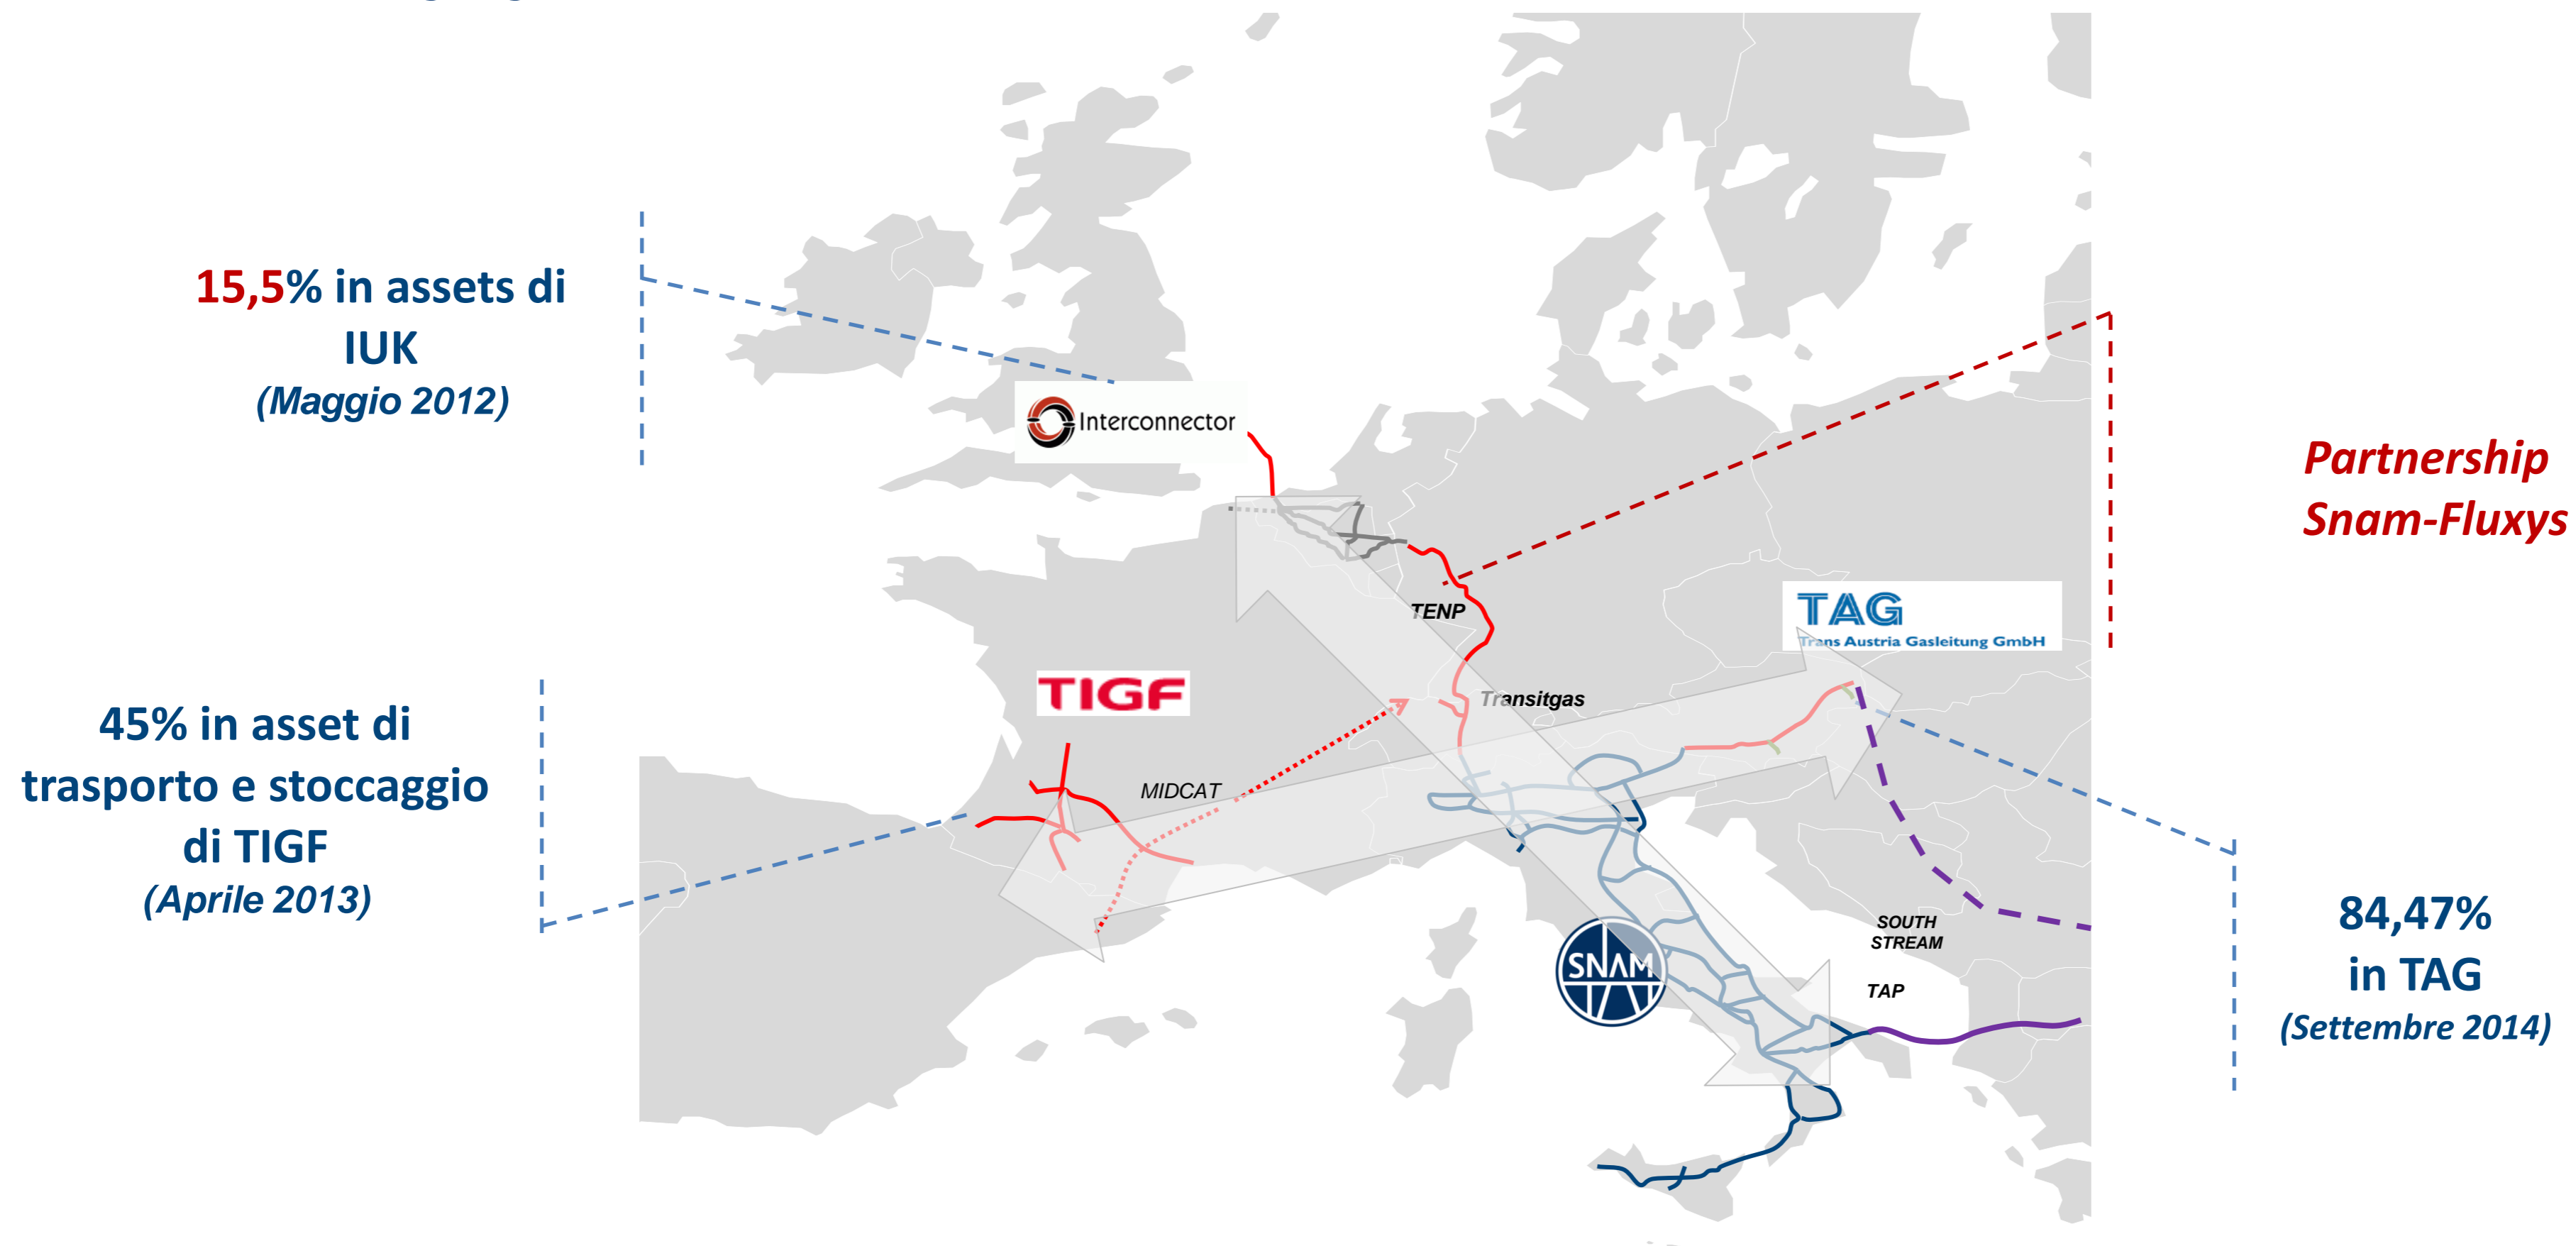 15,5% in assets di
IUK
(Maggio 2012)
Interconnector
Partnership
Snam-Fluxys
TENP
TAG
Trans Austria Gasleitung GmbH
TIGF
Transitgas
45% in asset di
trasporto e stoccaggio
di TIGF
(Aprile 2013)
MIDCAT
SOUTH
STREAM
SNAM
TAP
84,47%
in TAG
(Settembre 2014)